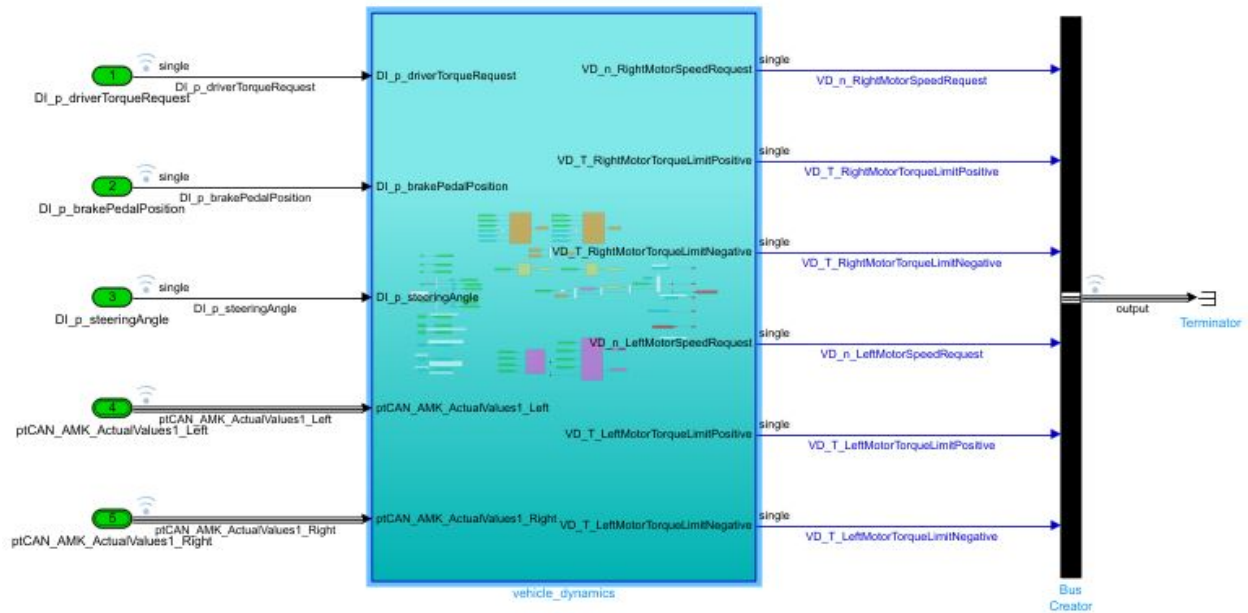 1
single
DI_p_driverTorqueRequest
DI_p_driverTorqueRequest
DI_p_driverTorqueRequest
VD_n_RightMotorSpeedRequest
single
VD_n_RightMotorSpeedRequest
VD_T_RightMotorTorqueLimitPositive
single
VD_T_RightMotorTorqueLimitPositive
2
single
DI_p_brakePedalPosition
DI_p_brakePedalPosition
DI_p_brakePedalPosition
VD_T_RightMotorTorqueLimitNegative
single
VD_T_RightMotorTorqueLimitNegative
3
single
DI_p_steeringAngle
DI_p_steeringAngle
DI_p_steeringAngle
output
Terminator
VD_n_LeftMotorSpeedRequest
single
VD_n_LeftMotorSpeedRequest
4
ptCAN_AMK_ActualValues1_Left
ptCAN_AMK_ActualValues1_Left
ptCAN_AMK_ActualValues1_Left
VD_T_LeftMotorTorqueLimitPositive
single
VD_T_LeftMotorTorqueLimitPositive
5
ptCAN_AMK_ActualValues1_Right
ptCAN_AMK_ActualValues1_Right
ptCAN_AMK_ActualValues1_Right
VD_T_LeftMotorTorqueLimitNegative
single
VD_T_LeftMotorTorqueLimitNegative
vehicle_dynamics
Bus
Creator